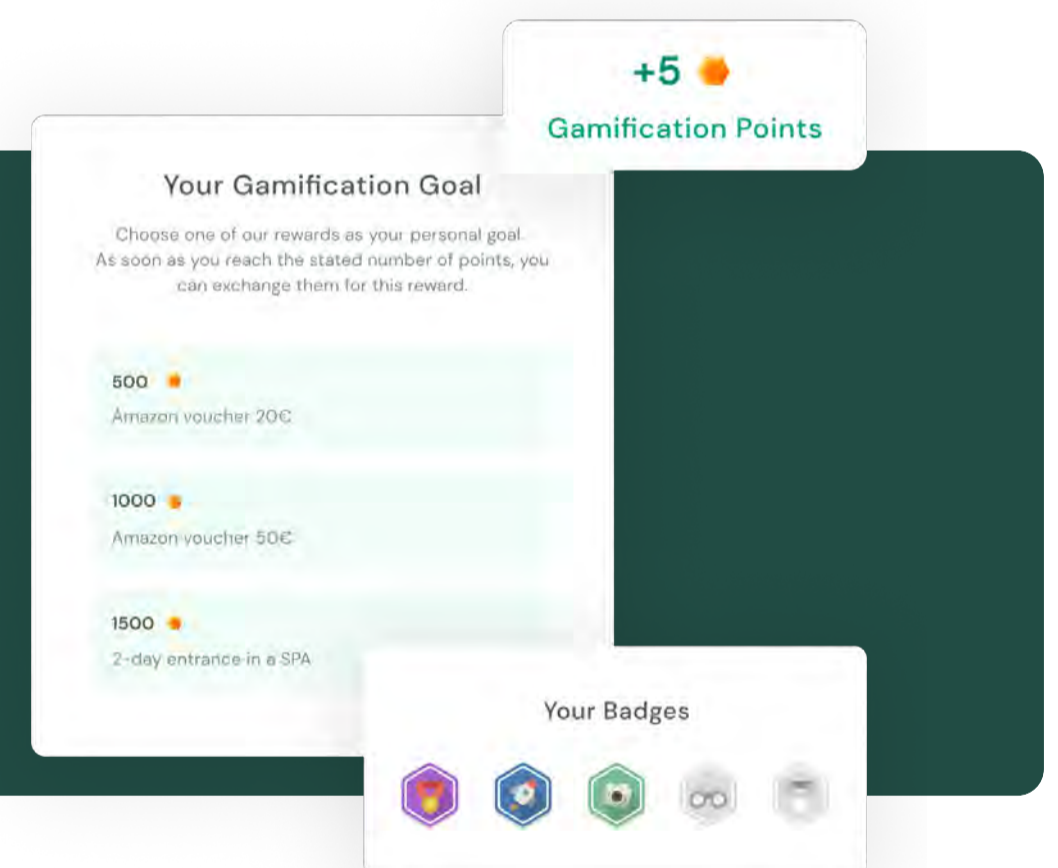 +5
Gamification Points
Your Gamification Goal
Choose one of our rewards as your personal goal.
As soon as you reach the stated number of points, you
can exchange them for this reward.
500
Amazon voucher 20€
1000
Amazon voucher 50€
1500
2-day entrance in a SPA
Your Badges